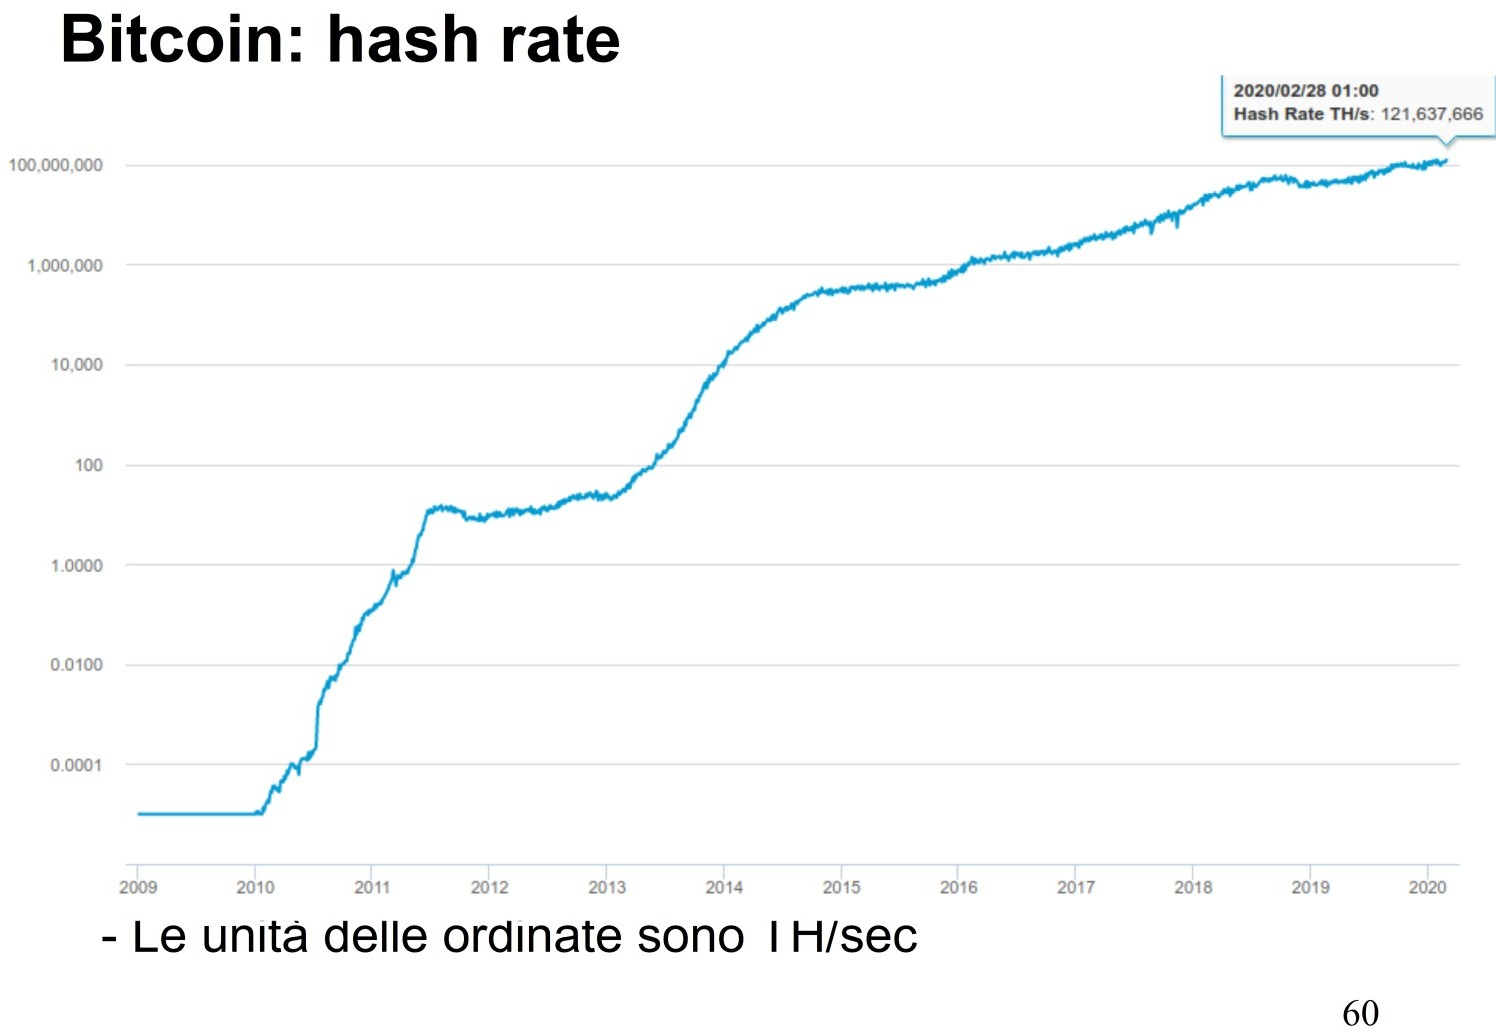 Bitcoin: hash rate
2020/02/28 01:00
Hash Rate TH/s: 121,637,666
100,000,000
1,000,000
10,000
100
1.0000
0.0100
0.0001
2009 2010 2011 2012 2013 2014 2015 2016 2017 2018 2019 2020
- Le unità delle ordinate sono TH/sec
60